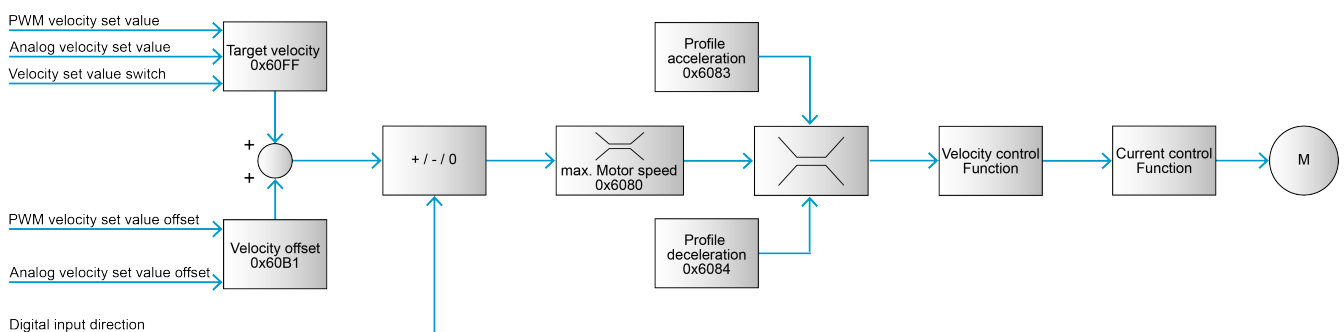 PWM velocity set value
Analog velocity set value
Velocity set value switch
Target velocity
0x60FF
+
+
PWM velocity set value offset
Analog velocity set value offset
Velocity offset
0x60B1
Digital input direction
+ / - / 0
max. Motor speed
0x6080
Profile
acceleration
0x6083
Profile
deceleration
0x6084
Velocity control
Function
Current control
Function
M